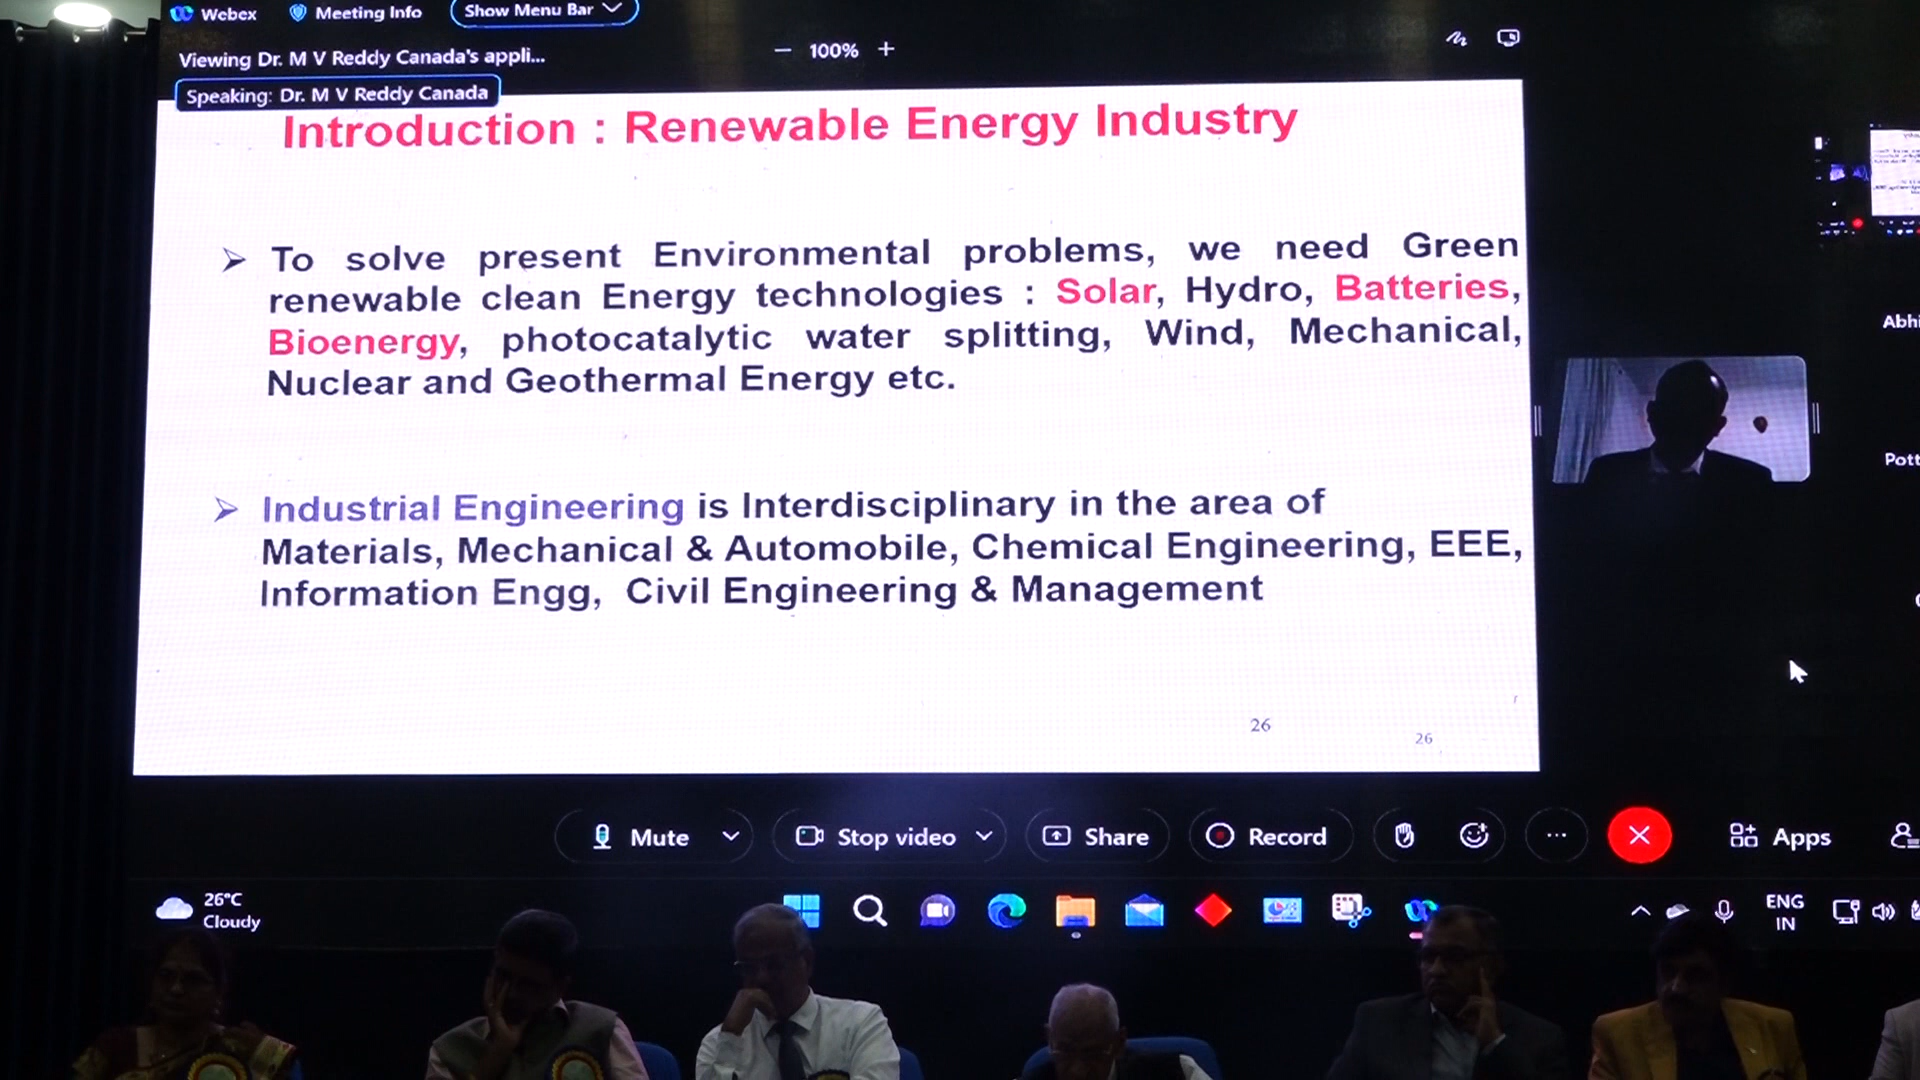 Webex Meeting Info Show Menu Bar
Viewing Dr. M V Reddy Canada's appli...
100%
Speaking: Dr. M V Reddy Canada
Introduction : Renewable Energy Industry
To solve present Environmental problems, we need Green
renewable clean Energy technologies : Solar, Hydro, Batteries,
Bioenergy, photocatalytic water splitting, Wind, Mechanical,
Nuclear and Geothermal Energy etc.
Industrial Engineering is Interdisciplinary in the area of
Materials, Mechanical & Automobile, Chemical Engineering, EEE,
Information Engg, Civil Engineering & Management
26
26
Abhi
Pott
Mute Stop video Share Record Apps
26°C
Cloudy
ENG
IN